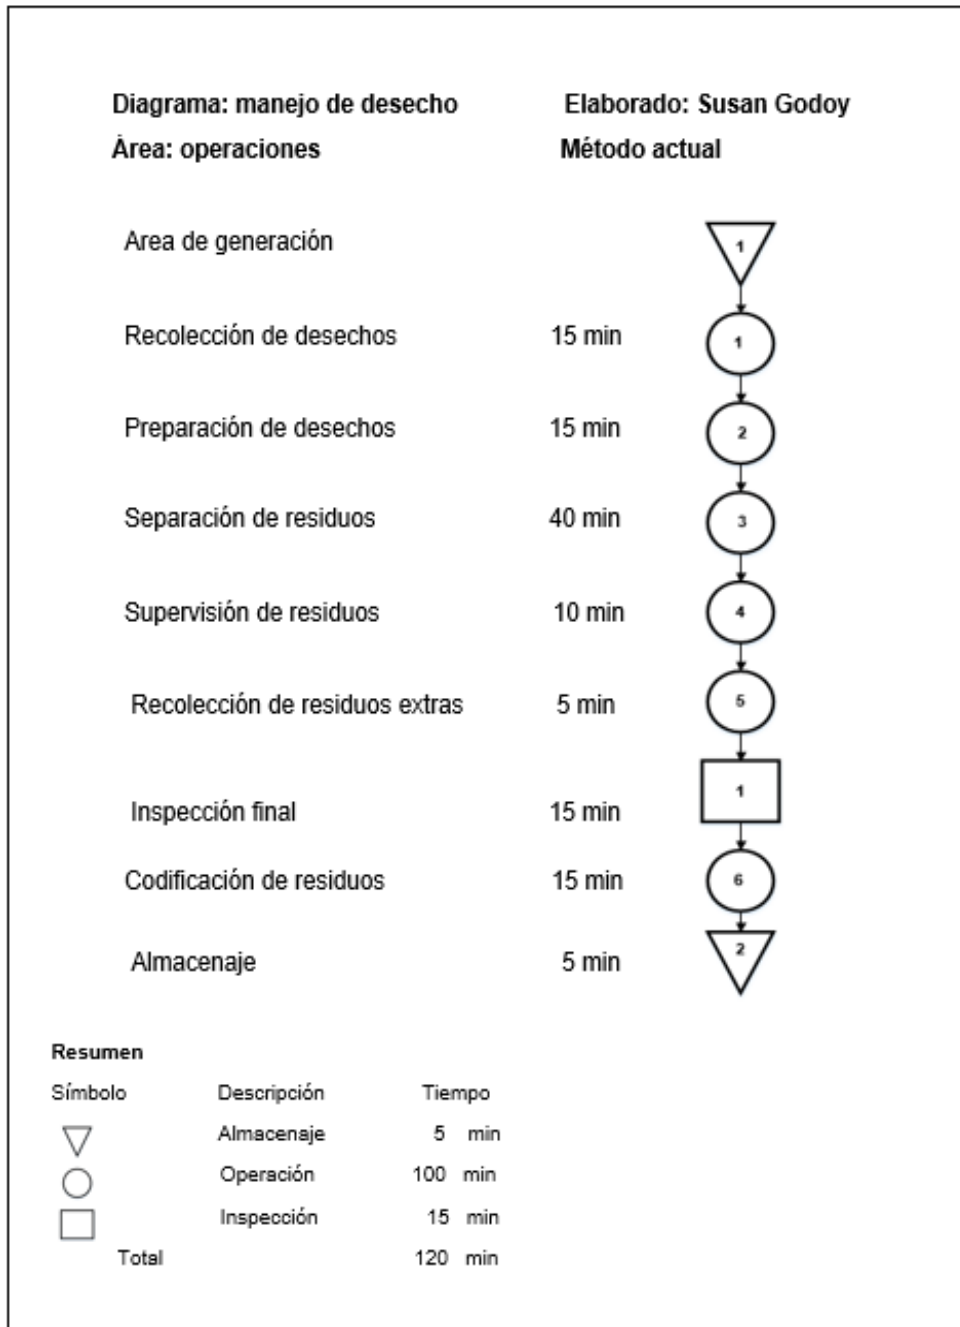 Diagrama: manejo de desecho Elaborado: Susan Godoy
Área: operaciones Método actual
Area de generación 1
Recolección de desechos 15 min 1
Preparación de desechos 15 min 2
Separación de residuos 40 min 3
Supervisión de residuos 10 min 4
Recolección de residuos extras 5 min 5
Inspección final 15 min 1
Codificación de residuos 15 min 6
Almacenaje 5 min 2
Resumen
Símbolo Descripción Tiempo
Almacenaje 5 min
Operación 100 min
Inspección 15 min
Total 120 min